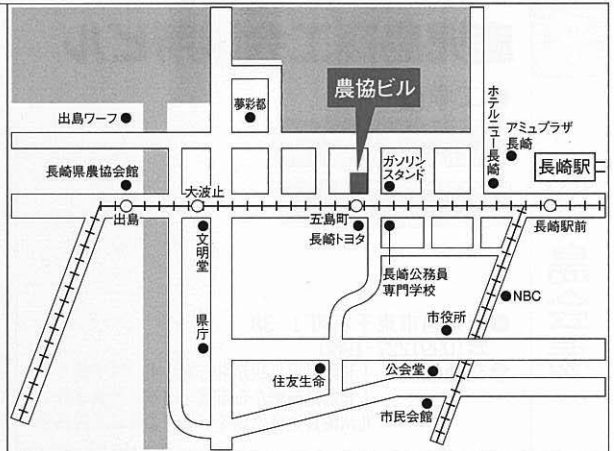 農協ビル
夢彩都
出島ワーフ
ホテルニュー長崎
アミュプラザ
長崎
長崎駅
ガソリン
スタンド
長崎県農協会館
大波止
出島
五島町
長崎駅前
文明堂
長崎トヨタ
長崎公務員
専門学校
NBC
県庁
市役所
住友生命
公会堂
市民会館